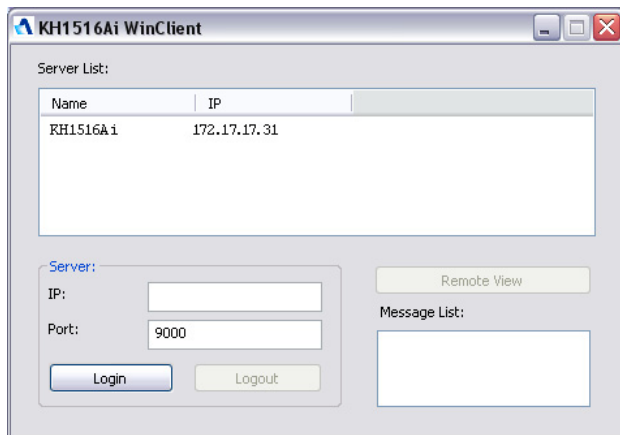 KH1516Ai WinClient
Server List:
Name IP
KH1516Ai 172.17.17.31
Server:
IP:
Port: 9000
Login Logout
Remote View
Message List: